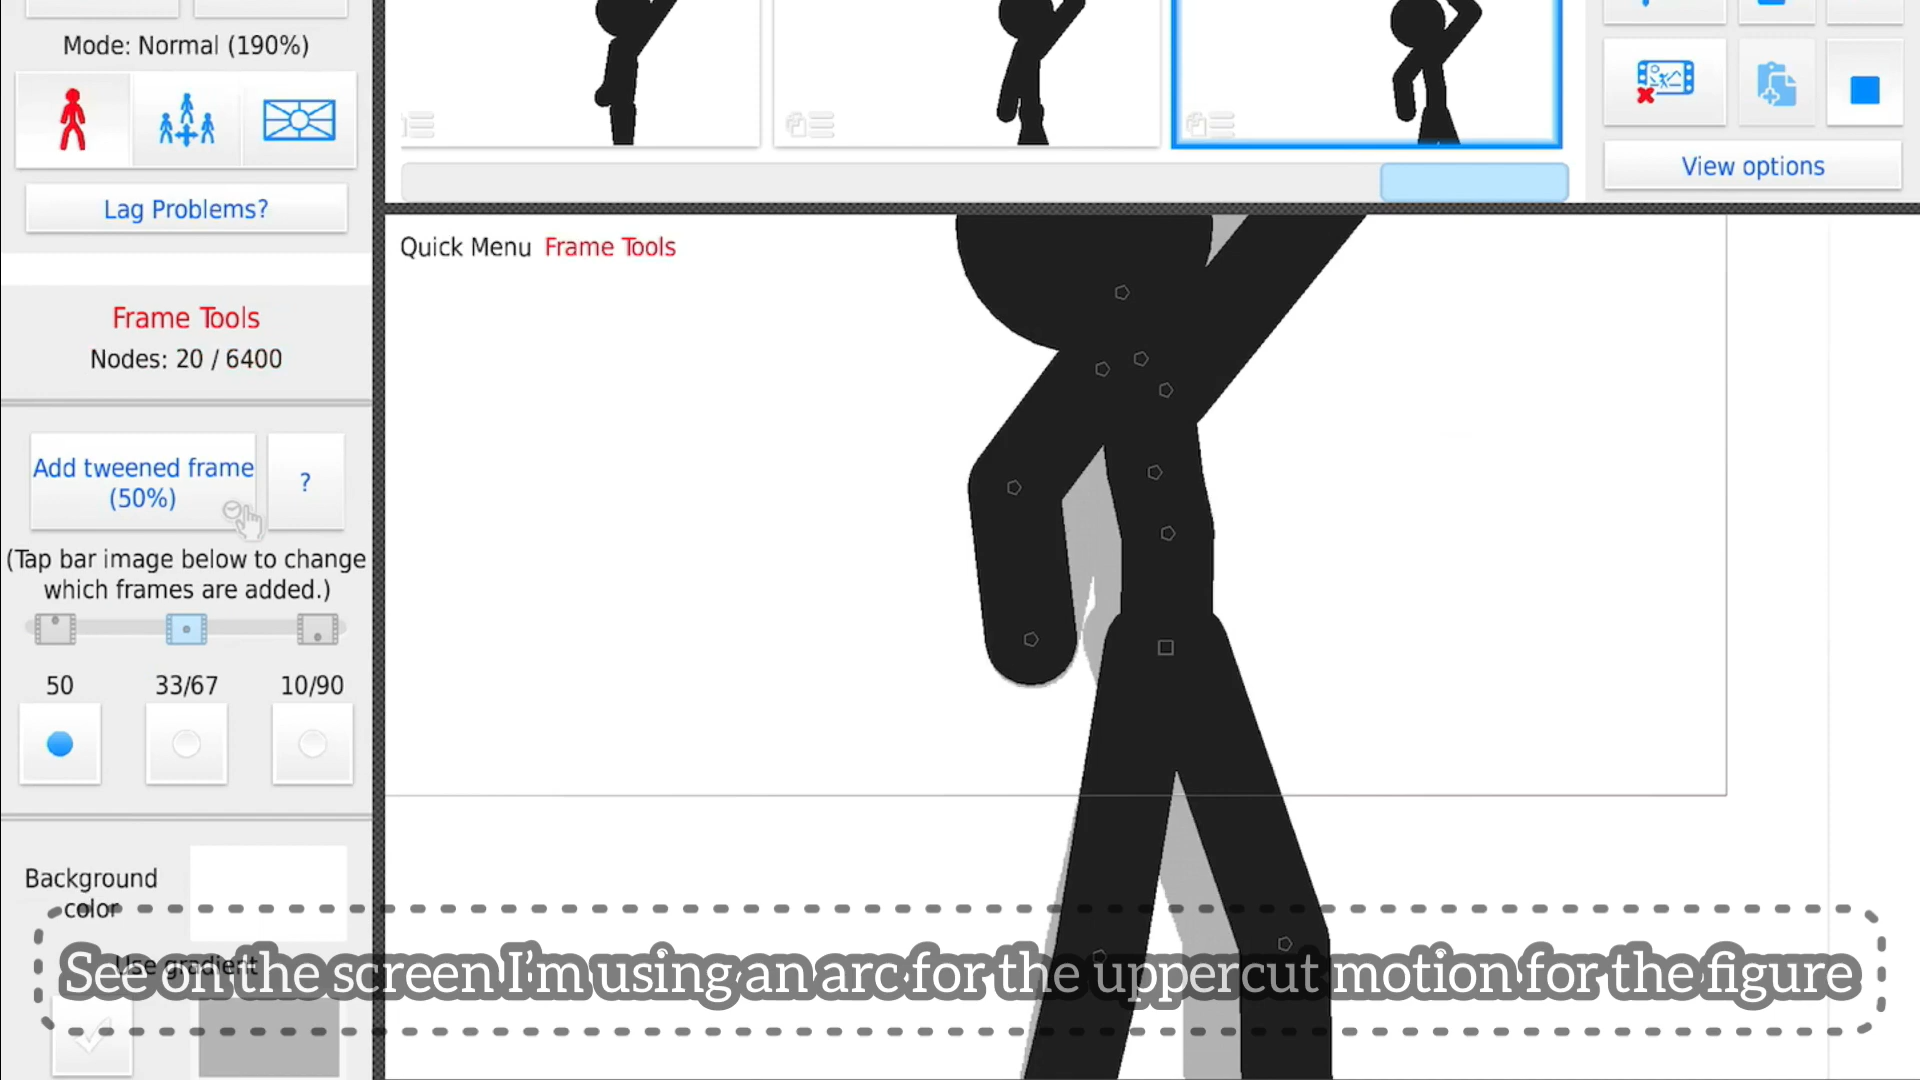 Mode: Normal (190%)
Lag Problems?
View options
Quick Menu Frame Tools
Frame Tools
Nodes: 20 / 6400
Add tweened frame
(50%)
?
(Tap bar image below to change
which frames are added.)
50 33/67 10/90
Background
color
Use gradient
See on the screen I'm using an arc for the uppercut motion for the figure